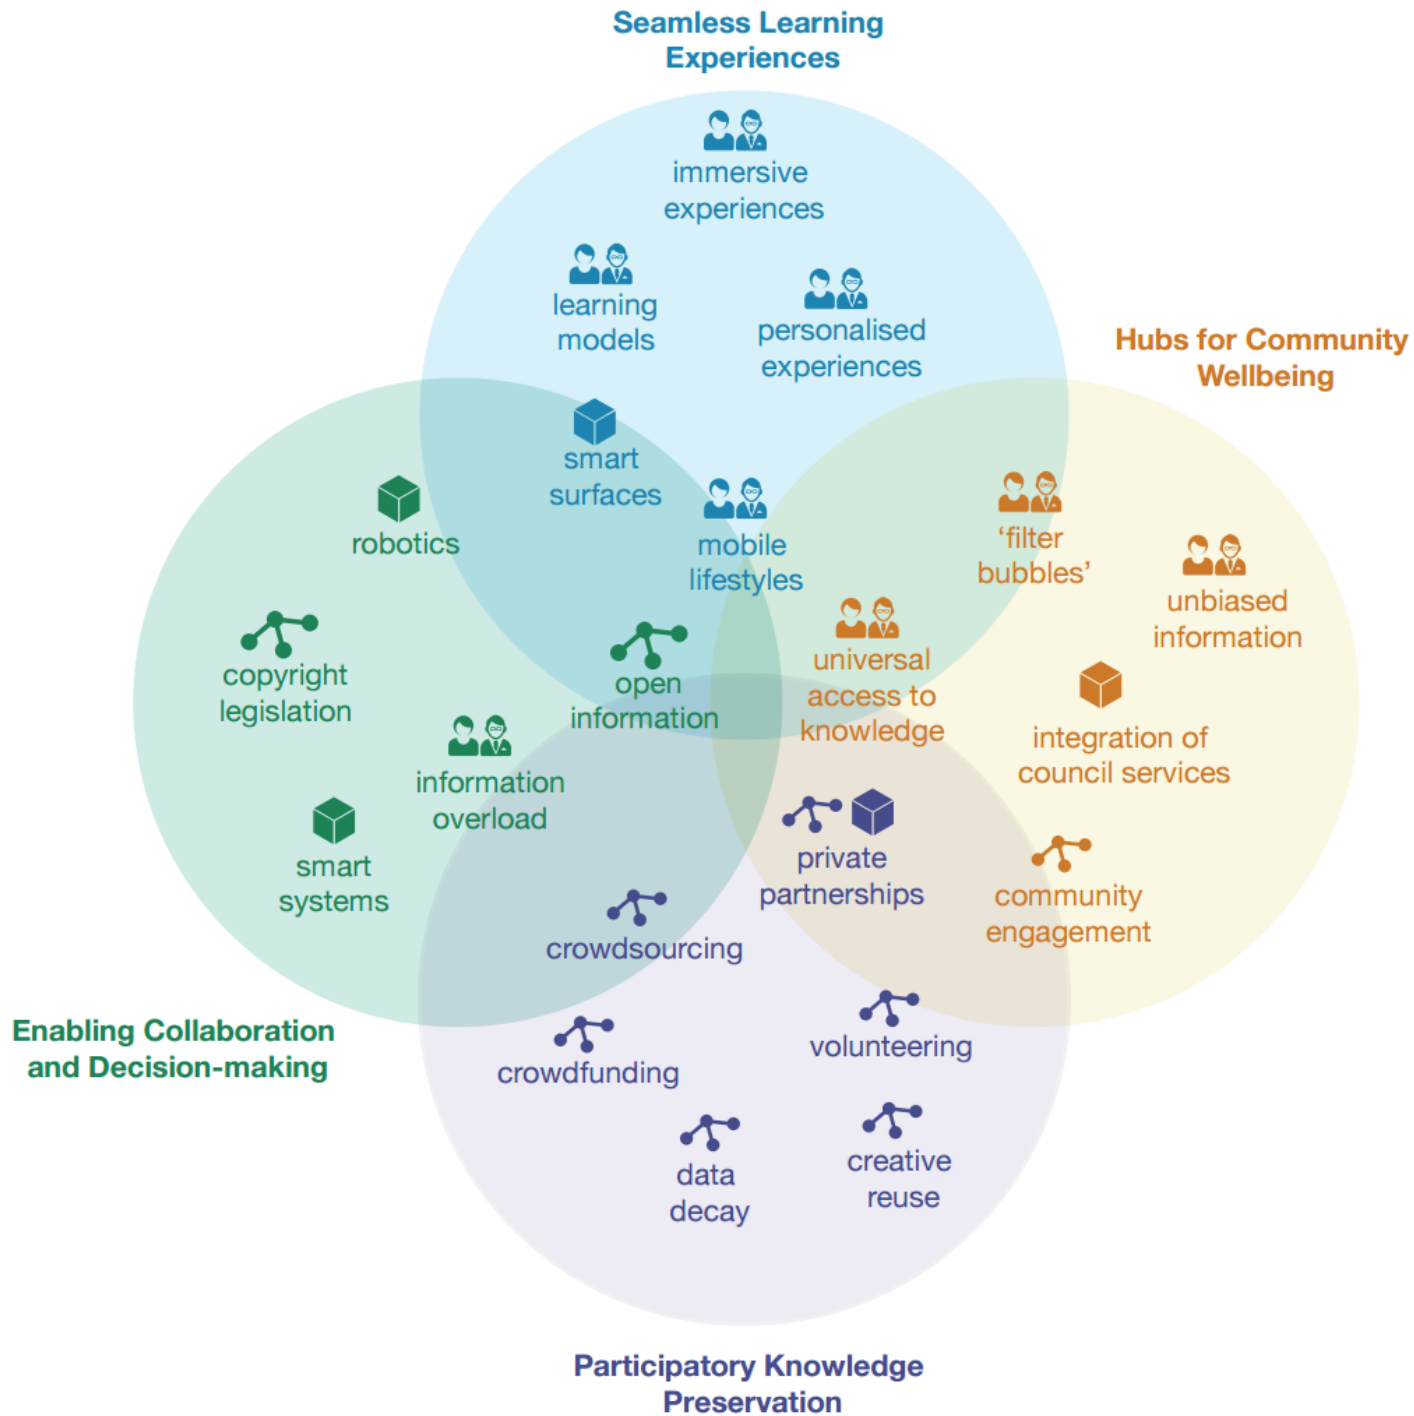 Seamless Learning
Experiences
immersive
experiences
learning
models
personalised
experiences
Hubs for Community
Wellbeing
smart
surfaces
robotics
mobile
lifestyles
‘filter
bubbles’
unbiased
information
copyright
legislation
open
information
universal
access to
knowledge
integration of
council services
information
overload
smart
systems
private
partnerships
community
engagement
crowdsourcing
Enabling Collaboration
and Decision-making
crowdfunding
volunteering
data
decay
creative
reuse
Participatory Knowledge
Preservation